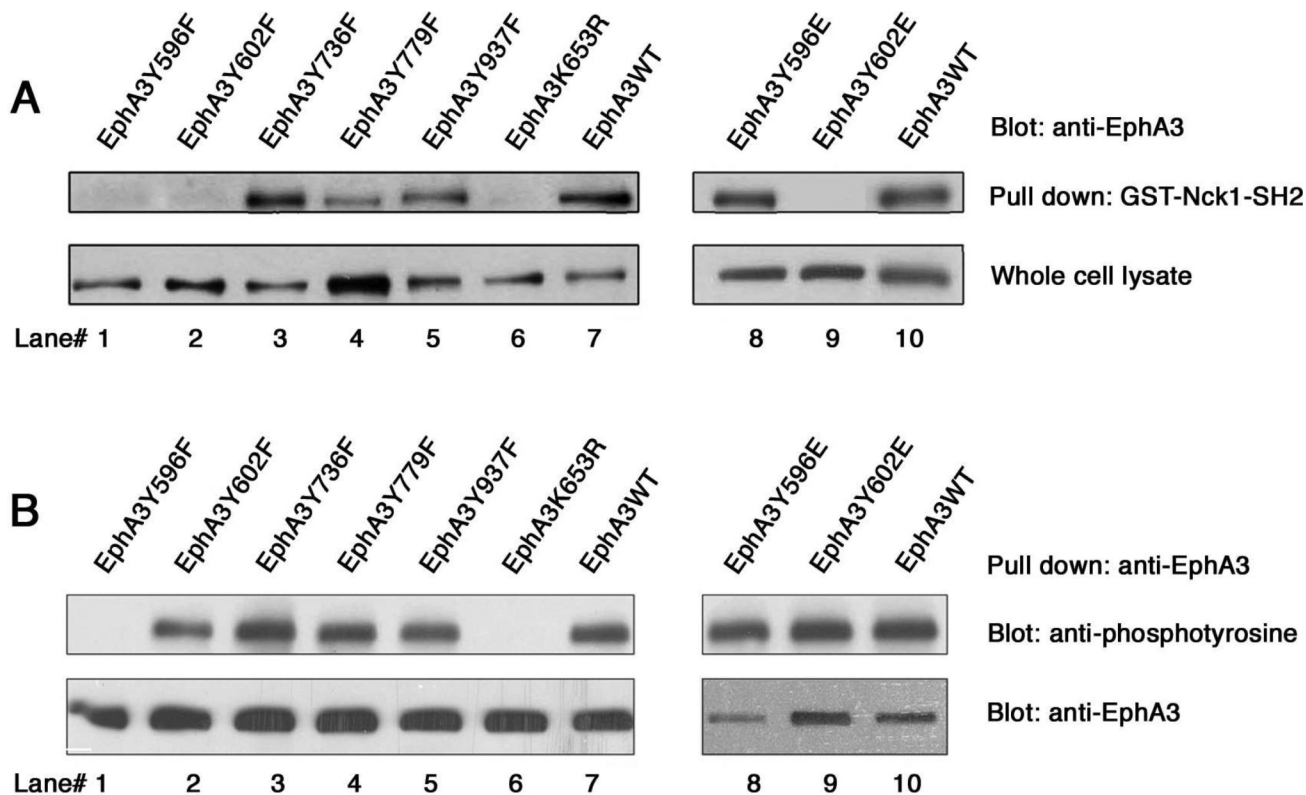 A
EphA3Y596F EphA3Y602F EphA3Y736F EphA3Y779F EphA3Y937F EphA3K653R EphA3WT EphA3Y596E EphA3Y602E EphA3WT
Blot: anti-EphA3
Pull down: GST-Nck1-SH2
Whole cell lysate
Lane# 1 2 3 4 5 6 7 8 9 10
B
EphA3Y596F EphA3Y602F EphA3Y736F EphA3Y779F EphA3Y937F EphA3K653R EphA3WT EphA3Y596E EphA3Y602E EphA3WT
Pull down: anti-EphA3
Blot: anti-phosphotyrosine
Blot: anti-EphA3
Lane# 1 2 3 4 5 6 7 8 9 10